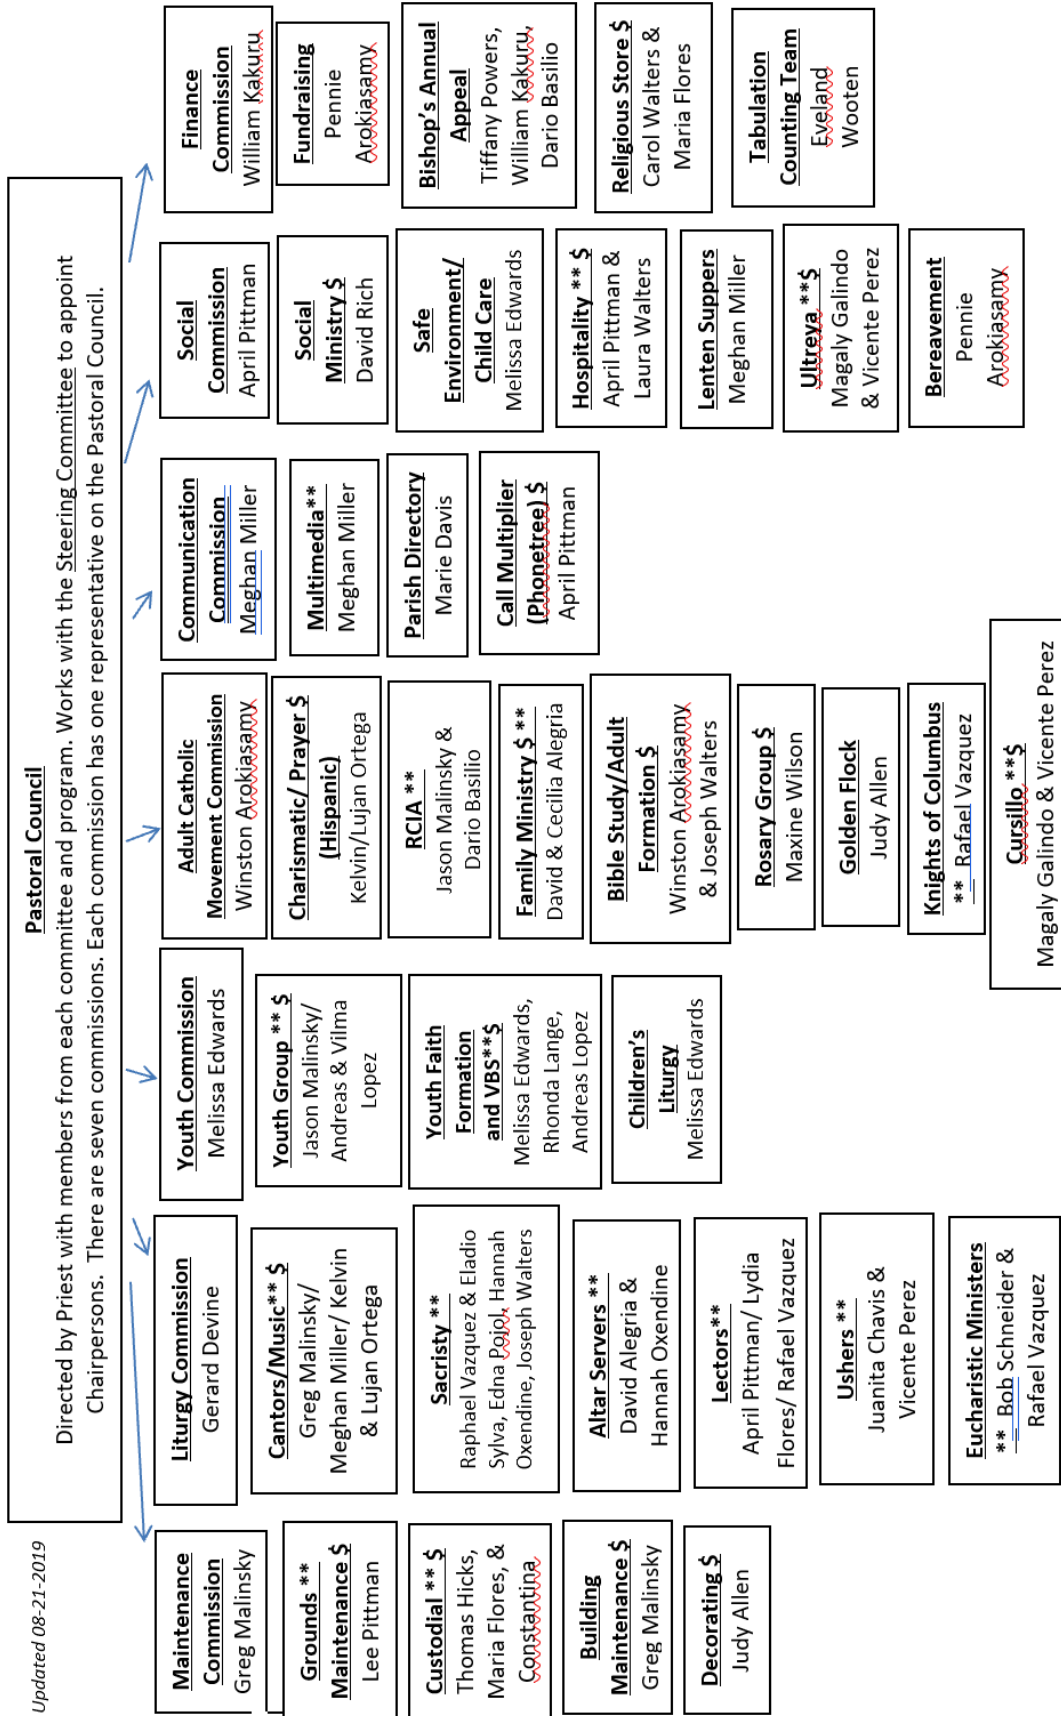 Updated 08-21-2019
Pastoral Council
Directed by Priest with members from each committee and program. Works with the Steering Committee to appoint
Chairpersons. There are seven commissions. Each commission has one representative on the Pastoral Council.
Maintenance
Commission
Greg Malinsky
Grounds **
Maintenance $
Lee Pittman
Custodial ** $
Thomas Hicks,
Maria Flores, &
Constantina
Building
Maintenance $
Greg Malinsky
Decorating $
Judy Allen
Liturgy Commission
Gerard Devine
Cantors/Music** $
Greg Malinsky/
Meghan Miller/ Kelvin
& Lujan Ortega
Sacristy **
Raphael Vazquez & Eladio
Sylva, Edna Pojol, Hannah
Oxendine, Joseph Walters
Altar Servers **
David Alegria &
Hannah Oxendine
Lectors**
April Pittman/ Lydia
Flores/ Rafael Vazquez
Ushers **
Juanita Chavis &
Vicente Perez
Eucharistic Ministers
** Bob Schneider &
Rafael Vazquez
Youth Commission
Melissa Edwards
Youth Group ** $
Jason Malinsky/
Andreas & Vilma
Lopez
Youth Faith
Formation
and VBS**$
Melissa Edwards,
Rhonda Lange,
Andreas Lopez
Children's
Liturgy
Melissa Edwards
Adult Catholic
Movement Commission
Winston Arokiasamy
Charismatic/ Prayer $
(Hispanic)
Kelvin/Lujan Ortega
RCIA **
Jason Malinsky &
Dario Basilio
Family Ministry $ **
David & Cecilia Alegria
Bible Study/Adult
Formation $
Winston Arokiasamy
& Joseph Walters
Rosary Group $
Maxine Wilson
Golden Flock
Judy Allen
Knights of Columbus
** Rafael Vazquez
Cursillo **$
Magaly Galindo & Vicente Perez
Communication
Commission
Meghan Miller
Multimedia**
Meghan Miller
Parish Directory
Marie Davis
Call Multiplier
(Phonetree) $
April Pittman
Social
Commission
April Pittman
Social
Ministry $
David Rich
Safe
Environment/
Child Care
Melissa Edwards
Hospitality ** $
April Pittman &
Laura Walters
Lenten Suppers
Meghan Miller
Ultreya **$
Magaly Galindo
& Vicente Perez
Bereavement
Pennie
Arokiasamy
Finance
Commission
William Kakuru
Fundraising
Pennie
Arokiasamy
Bishop's Annual
Appeal
Tiffany Powers,
William Kakuru,
Dario Basilio
Religious Store $
Carol Walters &
Maria Flores
Tabulation
Counting Team
Eveland
Wooten